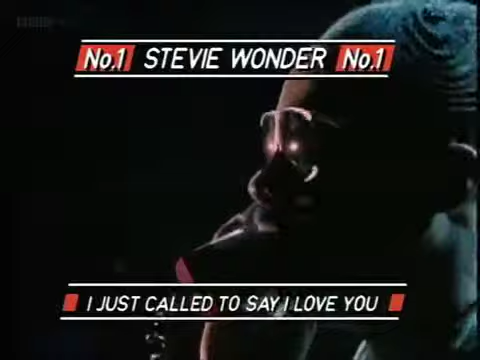 No.1 STEVIE WONDER No.1
I JUST CALLED TO SAY I LOVE YOU